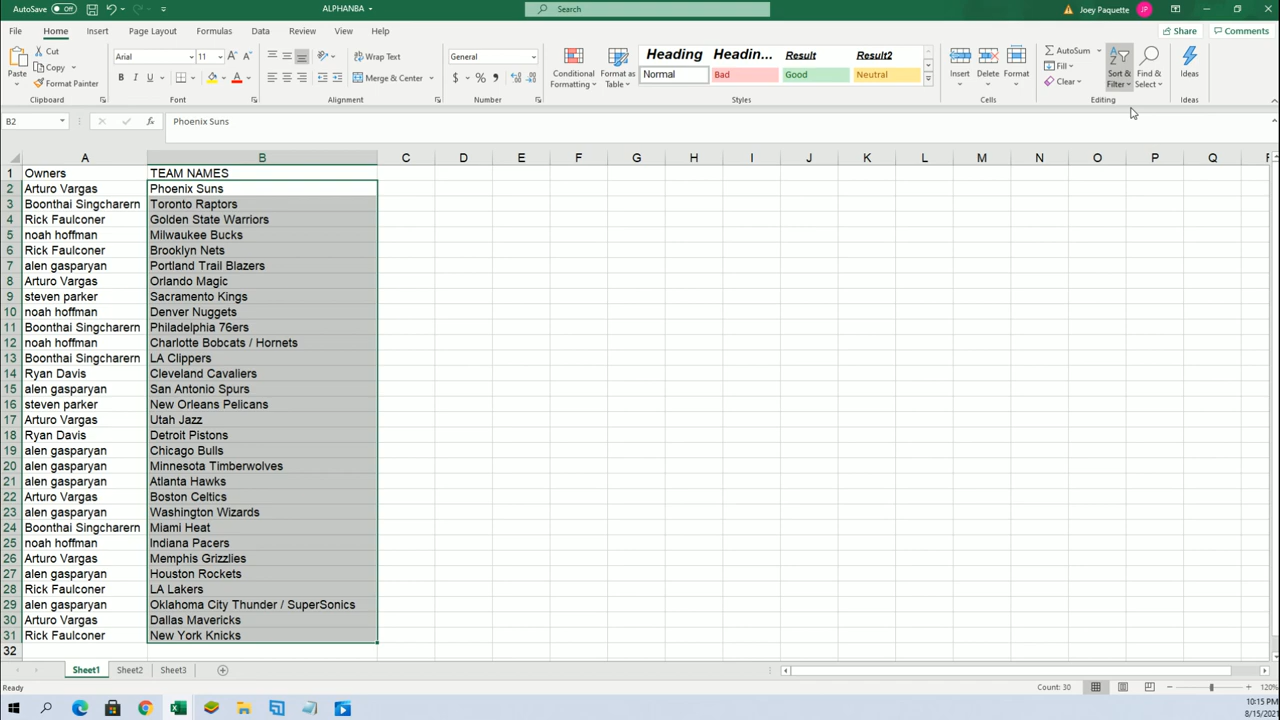 AutoSave Off ALPHANBA Search Joey Paquette JP
File Home Insert Page Layout Formulas Data Review View Help Share Comments
Paste Cut Copy Format Painter Clipboard
Arial 11 A A B I U A Font
Wrap Text Merge & Center Alignment
General $ % Number
Conditional Formatting Format as Table
Heading Headin... Result Result2
Normal Bad Good Neutral
Styles
Insert Delete Format Cells
AutoSum Fill Clear Sort & Filter Find & Select Editing
Ideas Ideas
B2 fx Phoenix Suns
A B C D E F G H I J K L M N O P Q
1 Owners TEAM NAMES
2 Arturo Vargas Phoenix Suns
3 Boonthai Singcharern Toronto Raptors
4 Rick Faulconer Golden State Warriors
5 noah hoffman Milwaukee Bucks
6 Rick Faulconer Brooklyn Nets
7 alen gasparyan Portland Trail Blazers
8 Arturo Vargas Orlando Magic
9 steven parker Sacramento Kings
10 noah hoffman Denver Nuggets
11 Boonthai Singcharern Philadelphia 76ers
12 noah hoffman Charlotte Bobcats / Hornets
13 Boonthai Singcharern LA Clippers
14 Ryan Davis Cleveland Cavaliers
15 alen gasparyan San Antonio Spurs
16 steven parker New Orleans Pelicans
17 Arturo Vargas Utah Jazz
18 Ryan Davis Detroit Pistons
19 alen gasparyan Chicago Bulls
20 alen gasparyan Minnesota Timberwolves
21 alen gasparyan Atlanta Hawks
22 Arturo Vargas Boston Celtics
23 alen gasparyan Washington Wizards
24 Boonthai Singcharern Miami Heat
25 noah hoffman Indiana Pacers
26 Arturo Vargas Memphis Grizzlies
27 alen gasparyan Houston Rockets
28 Rick Faulconer LA Lakers
29 alen gasparyan Oklahoma City Thunder / SuperSonics
30 Arturo Vargas Dallas Mavericks
31 Rick Faulconer New York Knicks
32
Sheet1 Sheet2 Sheet3
Ready Count: 30 120%
10:15 PM